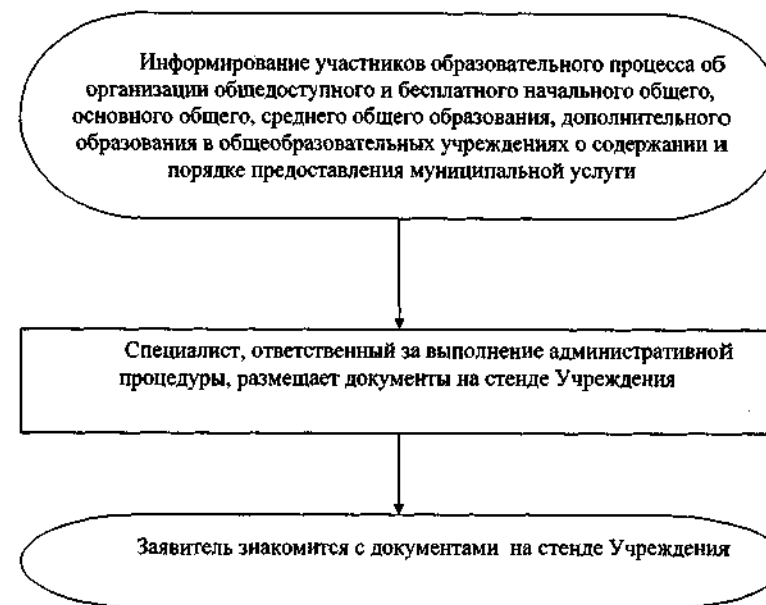 Информирование участников образовательного процесса об
организации общедоступного и бесплатного начального общего,
основного общего, среднего общего образования, дополнительного
образования в общеобразовательных учреждениях о содержании и
порядке предоставления муниципальной услуги
Специалист, ответственный за выполнение административной
процедуры, размещает документы на стенде Учреждения
Заявитель знакомится с документами на стенде Учреждения